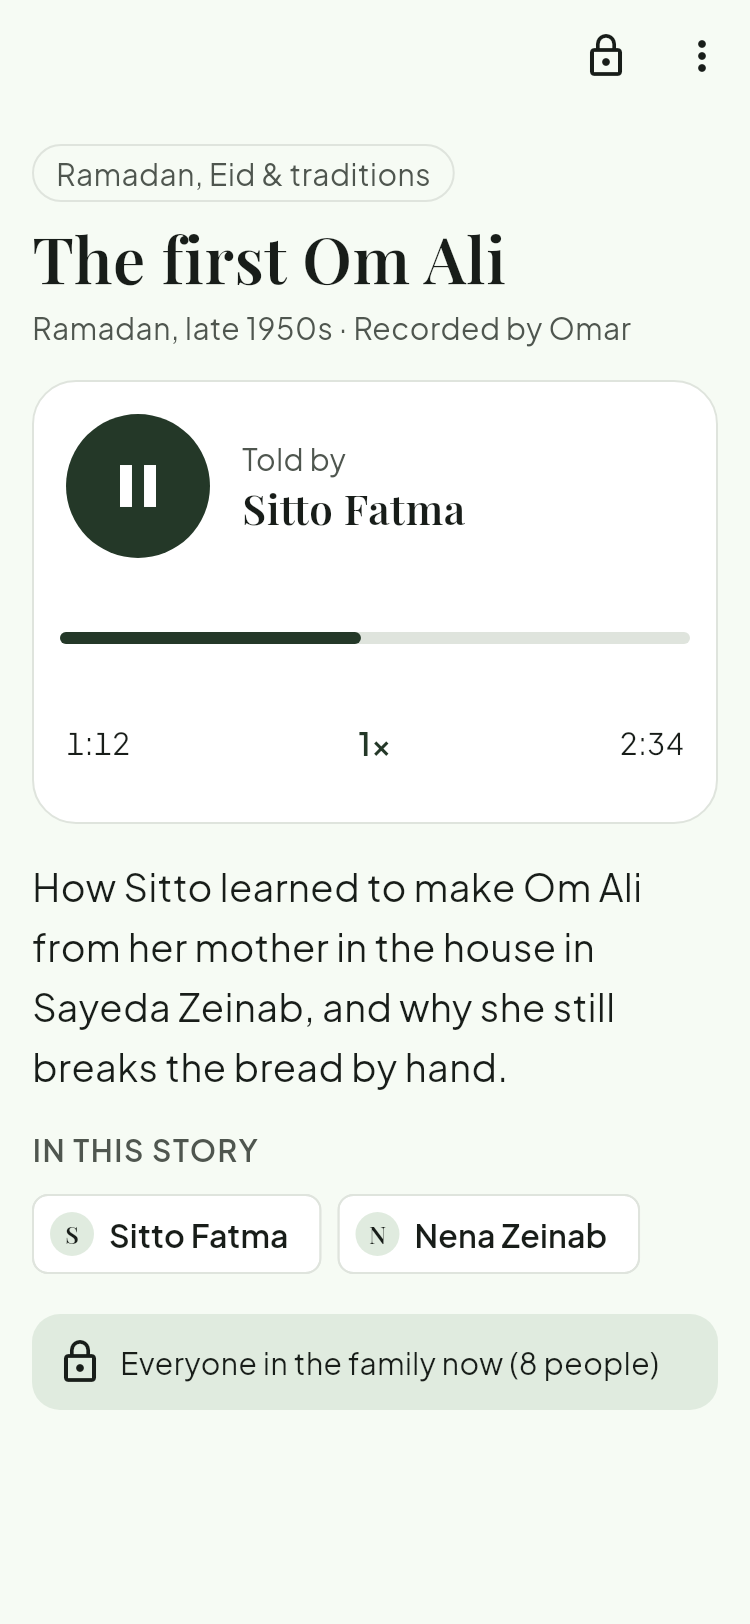 Ramadan, Eid & traditions
The first Om Ali
Ramadan, late 1950s · Recorded by Omar
Told by
Sitto Fatma
1:12
1×
2:34
How Sitto learned to make Om Ali
from her mother in the house in
Sayeda Zeinab, and why she still
breaks the bread by hand.
IN THIS STORY
S Sitto Fatma
N Nena Zeinab
Everyone in the family now (8 people)